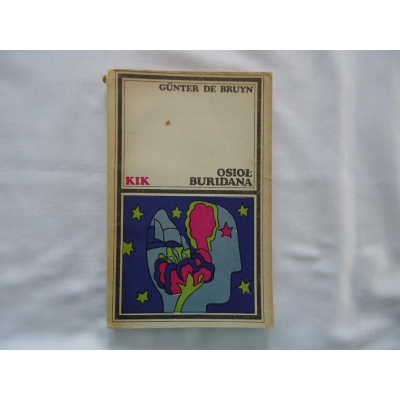 GÜNTER DE BRUYN
OSIOŁ
KIK BURIDANA